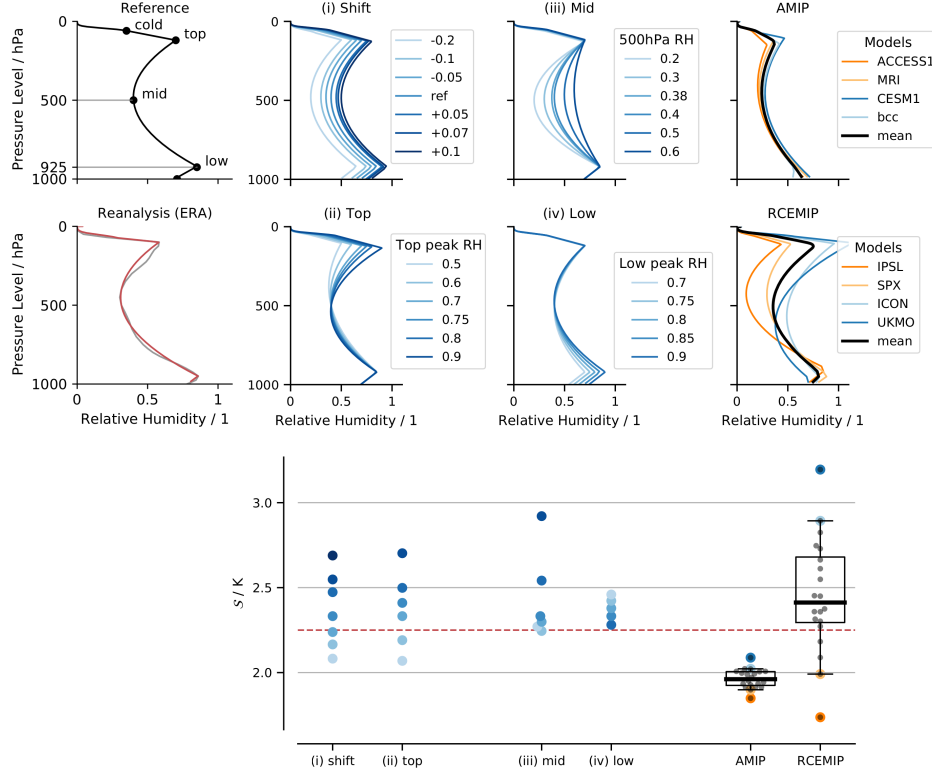 Reference
(i) Shift
(iii) Mid
AMIP
Pressure Level / hPa
0
500
925
1000
cold
top
mid
low
0
500
1000
-0.2
-0.1
-0.05
ref
+0.05
+0.07
+0.1
500hPa RH
0.2
0.3
0.38
0.4
0.5
0.6
Models
ACCESS1
MRI
CESM1
bcc
mean
Reanalysis (ERA)
(ii) Top
(iv) Low
RCEMIP
Pressure Level / hPa
0
500
1000
0 0.5 1
Relative Humidity / 1
0
500
1000
Top peak RH
0.5
0.6
0.7
0.75
0.8
0.9
0 0.5 1
Relative Humidity / 1
Low peak RH
0.7
0.75
0.8
0.85
0.9
0 0.5 1
Relative Humidity / 1
Models
IPSL
SPX
ICON
UKMO
mean
0 0.5 1
Relative Humidity / 1
𝒮 / K
3.0
2.5
2.0
(i) shift
(ii) top
(iii) mid
(iv) low
AMIP
RCEMIP